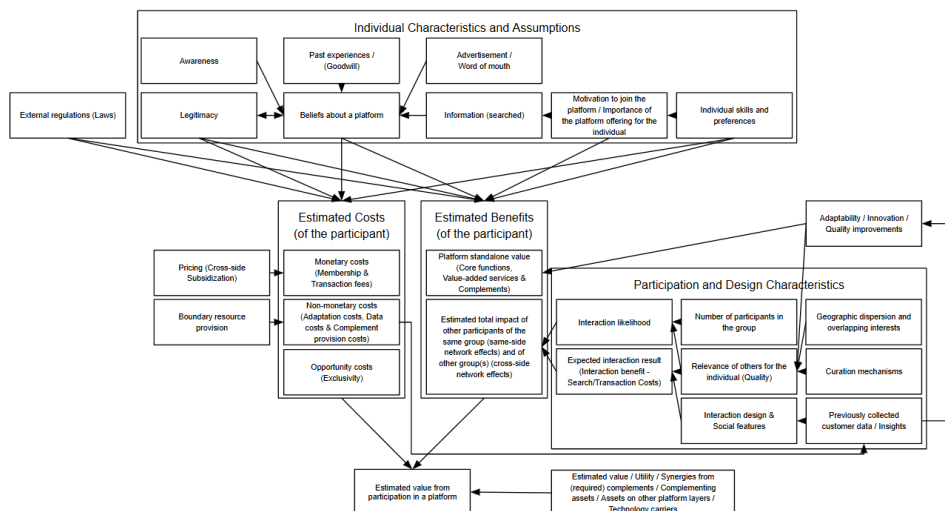 Individual Characteristics and Assumptions
Awareness
Past experiences /
(Goodwill)
Advertisement /
Word of mouth
External regulations (Laws)
Legitimacy
Beliefs about a platform
Information (searched)
Motivation to join the
platform / Importance of
the platform offering for the
individual
Individual skills and
preferences
Estimated Costs
(of the participant)
Estimated Benefits
(of the participant)
Adaptability / Innovation /
Quality improvements
Pricing (Cross-side
Subsidization)
Monetary costs
(Membership &
Transaction fees)
Platform standalone value
(Core functions,
Value-added services &
Complements)
Participation and Design Characteristics
Boundary resource
provision
Non-monetary costs
(Adaptation costs, Data
costs & Complement
provision costs)
Estimated total impact of
other participants of the
same group (same-side
network effects) and of
other group(s) (cross-side
network effects)
Interaction likelihood
Number of participants in
the group
Geographic dispersion and
overlapping interests
Opportunity costs
(Exclusivity)
Expected interaction result
(Interaction benefit -
Search/Transaction Costs)
Relevance of others for the
individual (Quality)
Curation mechanisms
Interaction design &
Social features
Previously collected
customer data / Insights
Estimated value from
participation in a platform
Estimated value / Utility / Synergies from
(required) complements / Complementing
assets / Assets on other platform layers /
Technology carriers